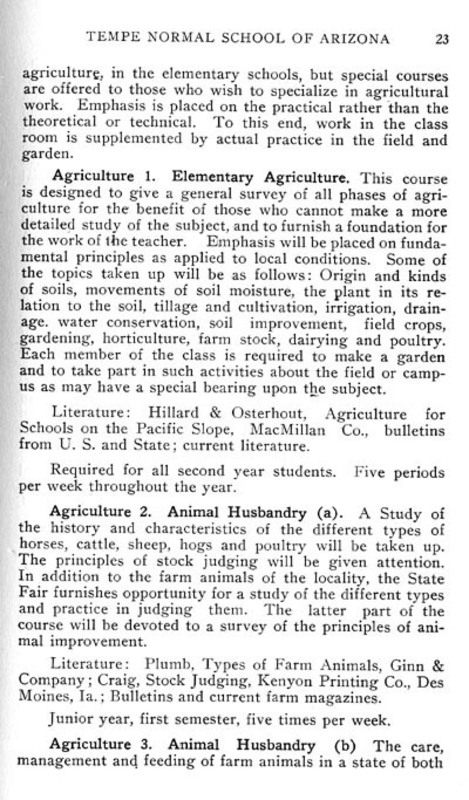 TEMPE NORMAL SCHOOL OF ARIZONA 23
agriculture, in the elementary schools, but special courses
are offered to those who wish to specialize in agricultural
work. Emphasis is placed on the practical rather than the
theoretical or technical. To this end, work in the class
room is supplemented by actual practice in the field and
garden.
Agriculture 1. Elementary Agriculture. This course
is designed to give a general survey of all phases of agri-
culture for the benefit of those who cannot make a more
detailed study of the subject, and to furnish a foundation for
the work of the teacher. Emphasis will be placed on funda-
mental principles as applied to local conditions. Some of
the topics taken up will be as follows: Origin and kinds
of soils, movements of soil moisture, the plant in its re-
lation to the soil, tillage and cultivation, irrigation, drain-
age. water conservation, soil improvement, field crops,
gardening, horticulture, farm stock, dairying and poultry.
Each member of the class is required to make a garden
and to take part in such activities about the field or camp-
us as may have a special bearing upon the subject.
Literature: Hillard & Osterhout, Agriculture for
Schools on the Pacific Slope, MacMillan Co., bulletins
from U. S. and State; current literature.
Required for all second year students. Five periods
per week throughout the year.
Agriculture 2. Animal Husbandry (a). A Study of
the history and characteristics of the different types of
horses, cattle, sheep, hogs and poultry will be taken up.
The principles of stock judging will be given attention.
In addition to the farm animals of the locality, the State
Fair furnishes opportunity for a study of the different types
and practice in judging them. The latter part of the
course will be devoted to a survey of the principles of ani-
mal improvement.
Literature: Plumb, Types of Farm Animals, Ginn &
Company; Craig, Stock Judging, Kenyon Printing Co., Des
Moines, Ia.; Bulletins and current farm magazines.
Junior year, first semester, five times per week.
Agriculture 3. Animal Husbandry (b) The care,
management and feeding of farm animals in a state of both